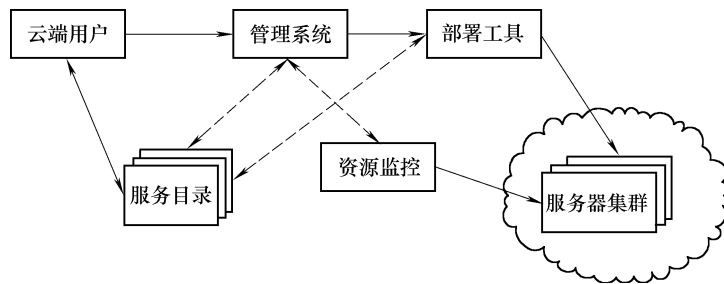 云端用户
管理系统
部署工具
服务目录
资源监控
服务器集群